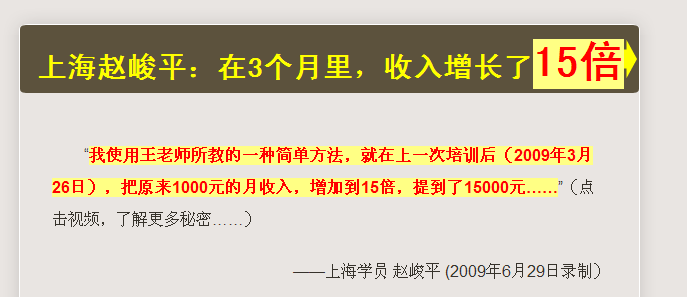 上海赵峻平：在3个月里，收入增长了15倍
“我使用王老师所教的一种简单方法，就在上一次培训后（2009年3月
26日），把原来1000元的月收入，增加到15倍，提到了15000元……”（点
击视频，了解更多秘密……）
——上海学员 赵峻平 (2009年6月29日录制）